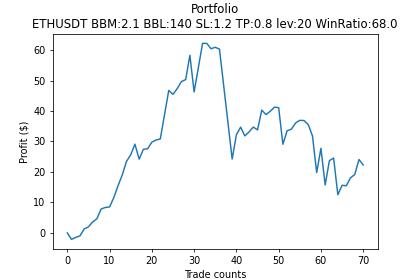 Portfolio
ETHUSDT BBM:2.1 BBL:140 SL:1.2 TP:0.8 lev:20 WinRatio:68.0
60
50
40
30
20
10
0
Profit ($)
0 10 20 30 40 50 60 70
Trade counts